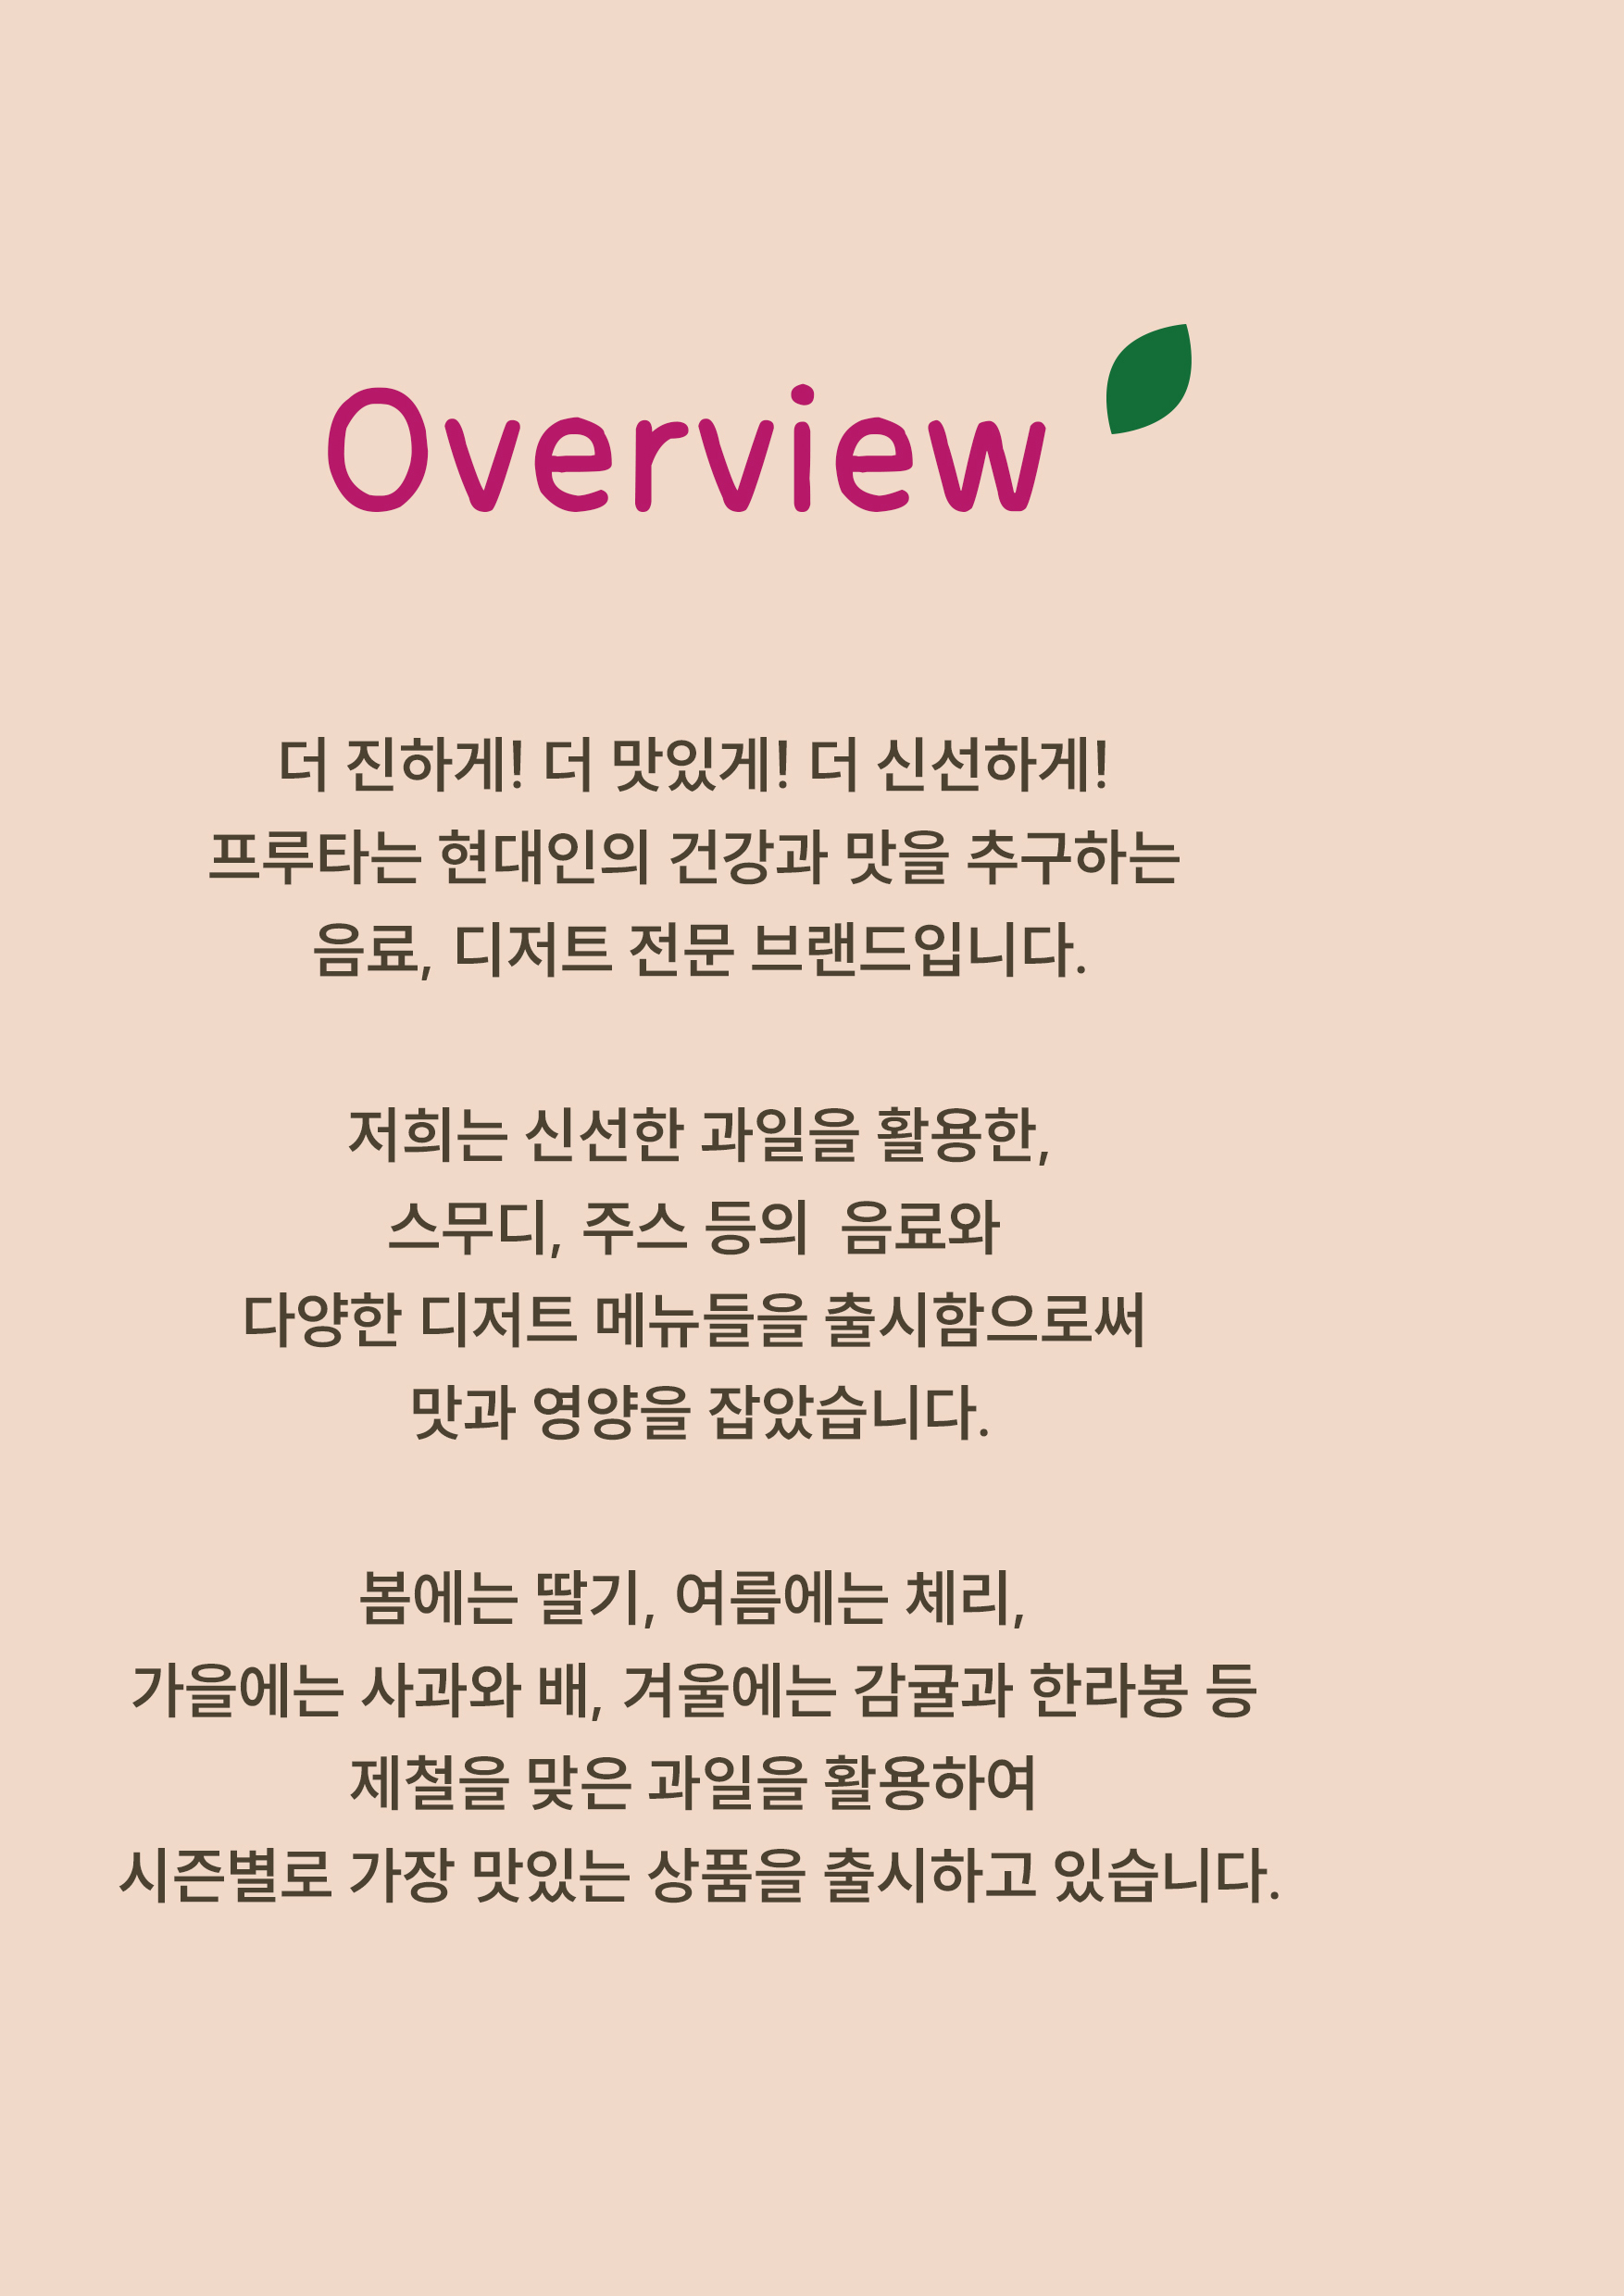 Overview
더 진하게! 더 맛있게! 더 신선하게!
프루타는 현대인의 건강과 맛을 추구하는
음료, 디저트 전문 브랜드입니다.
저희는 신선한 과일을 활용한,
스무디, 주스 등의 음료와
다양한 디저트 메뉴들을 출시함으로써
맛과 영양을 잡았습니다.
봄에는 딸기, 여름에는 체리,
가을에는 사과와 배, 겨울에는 감귤과 한라봉 등
제철을 맞은 과일을 활용하여
시즌별로 가장 맛있는 상품을 출시하고 있습니다.